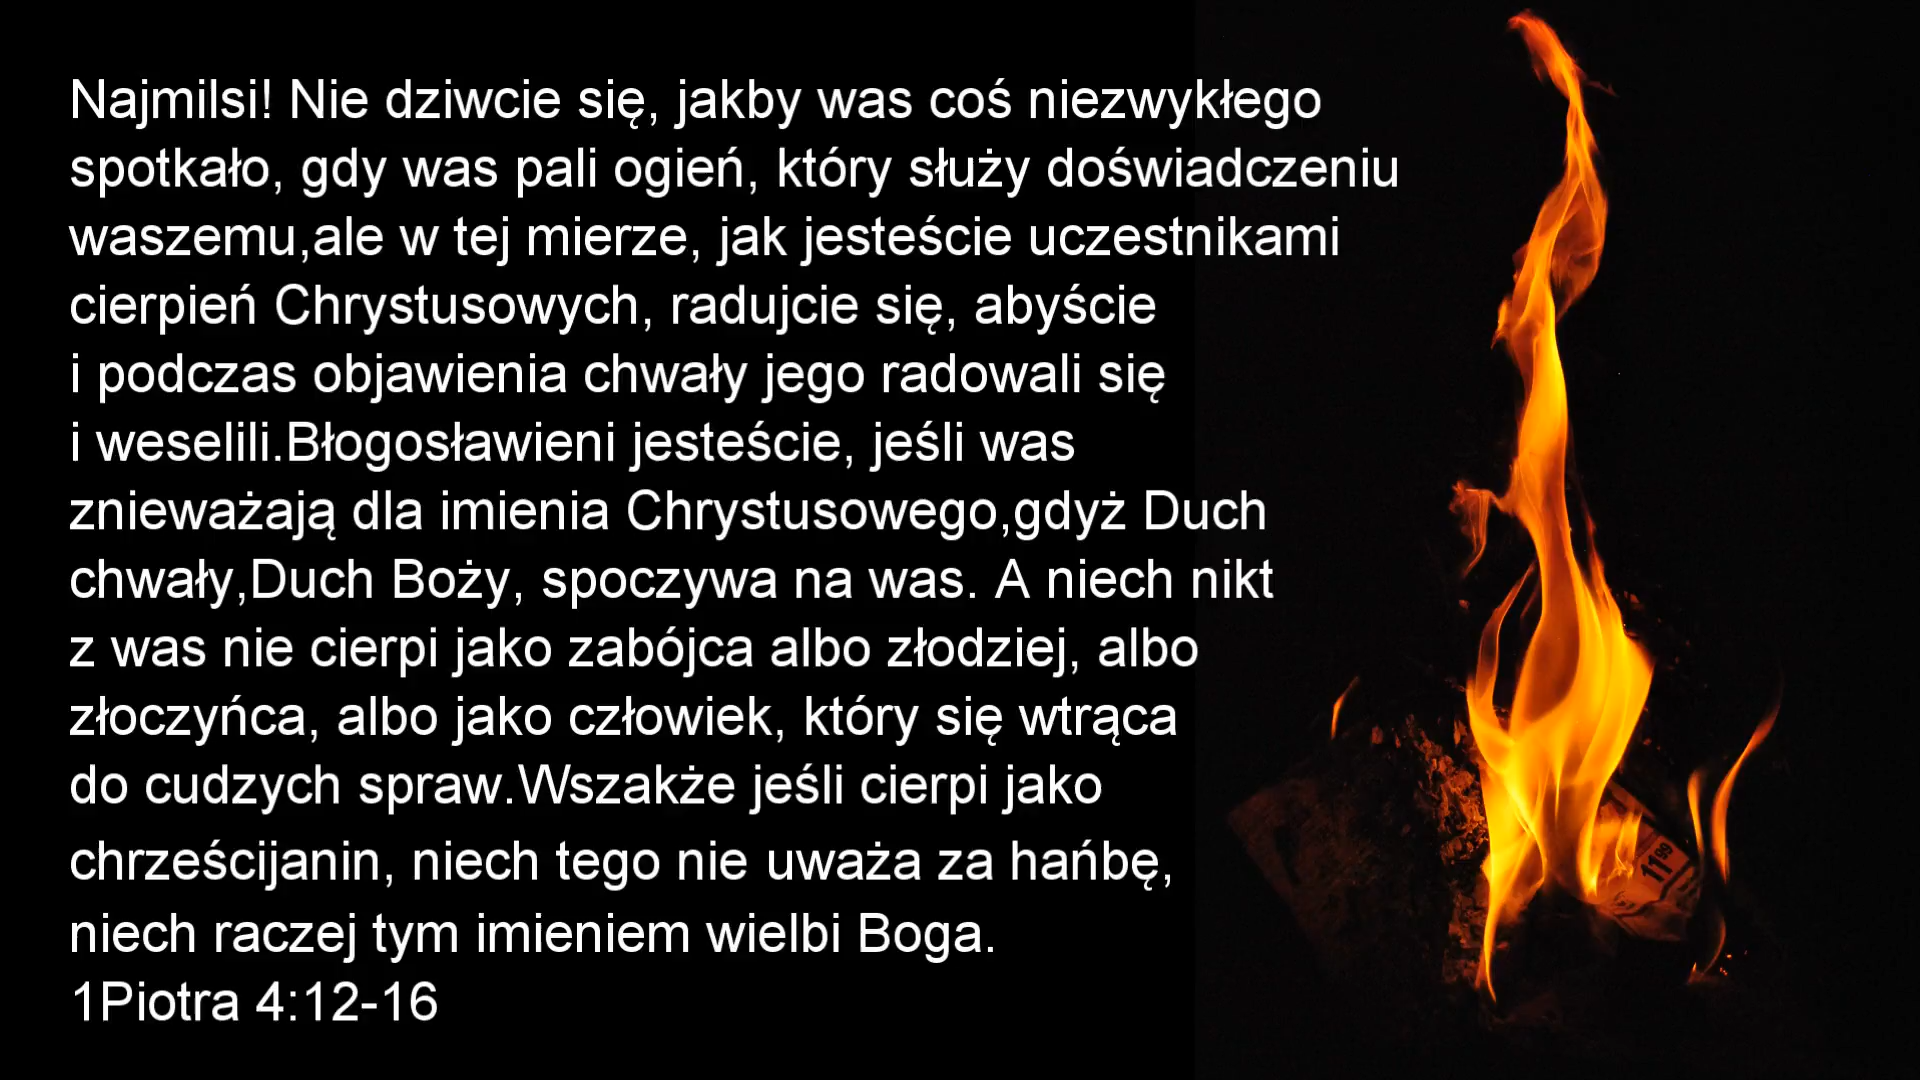 Najmilsi! Nie dziwcie się, jakby was coś niezwykłego
spotkało, gdy was pali ogień, który służy doświadczeniu
waszemu,ale w tej mierze, jak jesteście uczestnikami
cierpień Chrystusowych, radujcie się, abyście
i podczas objawienia chwały jego radowali się
i weselili.Błogosławieni jesteście, jeśli was
znieważają dla imienia Chrystusowego,gdyż Duch
chwały,Duch Boży, spoczywa na was. A niech nikt
z was nie cierpi jako zabójca albo złodziej, albo
złoczyńca, albo jako człowiek, który się wtrąca
do cudzych spraw.Wszakże jeśli cierpi jako
chrześcijanin, niech tego nie uważa za hańbę,
niech raczej tym imieniem wielbi Boga.
1Piotra 4:12-16
11⁹⁹